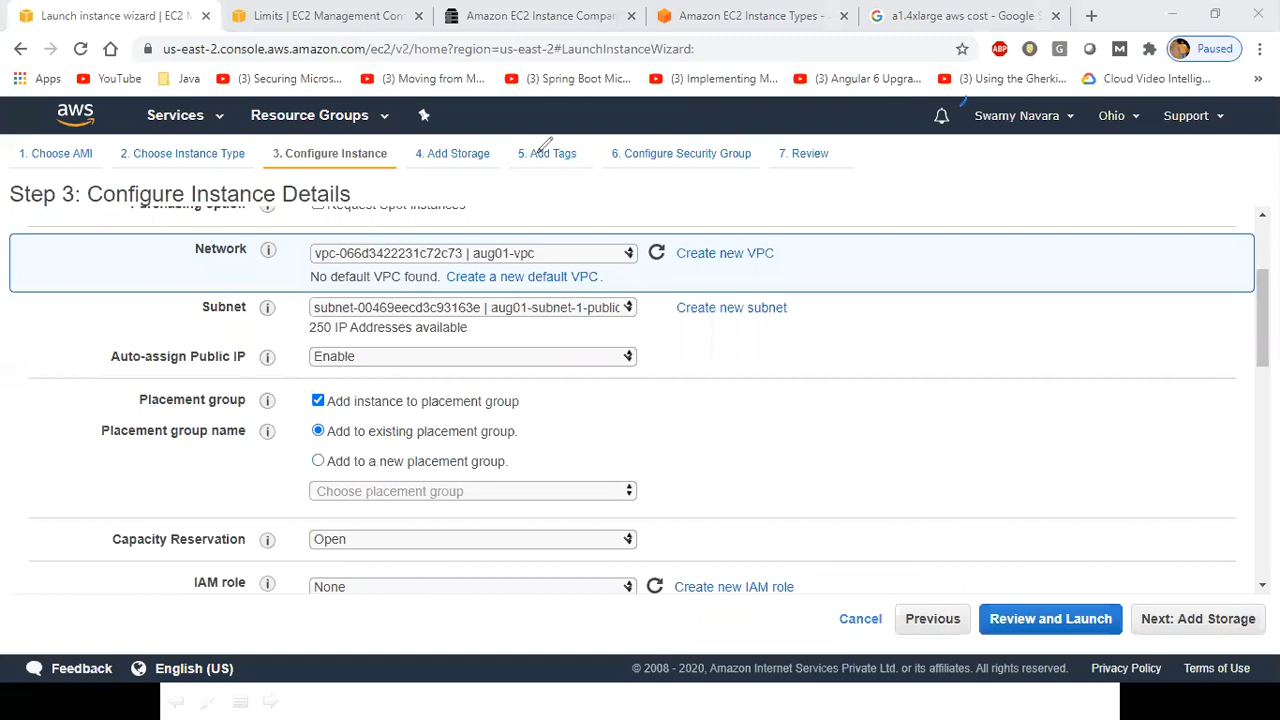 Launch instance wizard | EC2 M
Limits | EC2 Management Con
Amazon EC2 Instance Compan
Amazon EC2 Instance Types -
a1.4xlarge aws cost - Google S
us-east-2.console.aws.amazon.com/ec2/v2/home?region=us-east-2#LaunchInstanceWizard:
ABP
G
M
Paused
Apps
YouTube
Java
(3) Securing Micros...
(3) Moving from M...
(3) Spring Boot Mic...
(3) Implementing M...
(3) Angular 6 Upgra...
(3) Using the Gherki...
Cloud Video Intellig...
»
aws
Services
Resource Groups
Swamy Navara
Ohio
Support
1. Choose AMI
2. Choose Instance Type
3. Configure Instance
4. Add Storage
5. Add Tags
6. Configure Security Group
7. Review
Step 3: Configure Instance Details
Purchasing option
Request Spot instances
Network
vpc-066d3422231c72c73 | aug01-vpc
Create new VPC
No default VPC found. Create a new default VPC.
Subnet
subnet-00469eecd3c93163e | aug01-subnet-1-public
Create new subnet
250 IP Addresses available
Auto-assign Public IP
Enable
Placement group
Add instance to placement group
Placement group name
Add to existing placement group.
Add to a new placement group.
Choose placement group
Capacity Reservation
Open
IAM role
None
Create new IAM role
Cancel
Previous
Review and Launch
Next: Add Storage
Feedback
English (US)
© 2008 - 2020, Amazon Internet Services Private Ltd. or its affiliates. All rights reserved.
Privacy Policy
Terms of Use